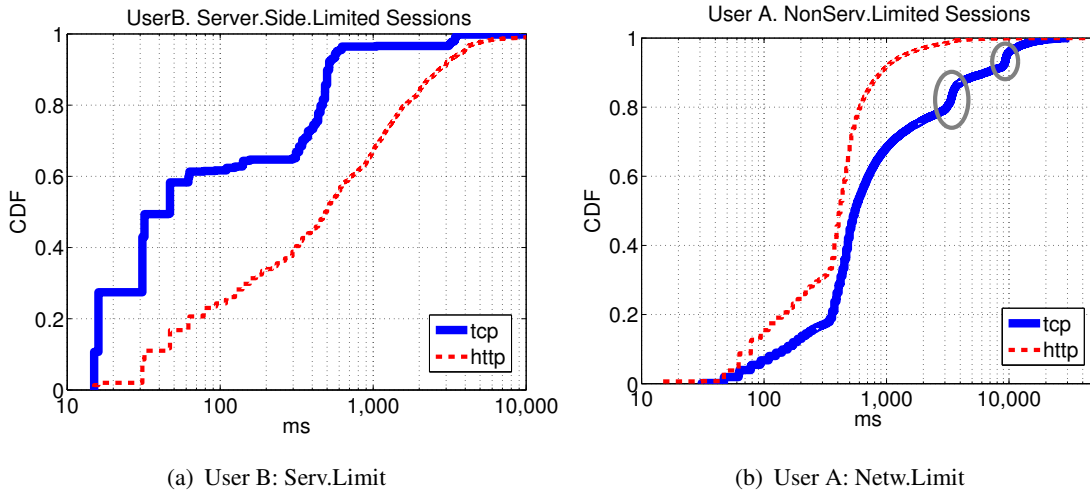 UserB. Server.Side.Limited Sessions
1
0.8
0.6
0.4
0.2
0
CDF
10
100
1,000
10,000
ms
tcp
http
(a) User B: Serv.Limit
User A. NonServ.Limited Sessions
1
0.8
0.6
0.4
0.2
0
CDF
10
100
1,000
10,000
ms
tcp
http
(b) User A: Netw.Limit